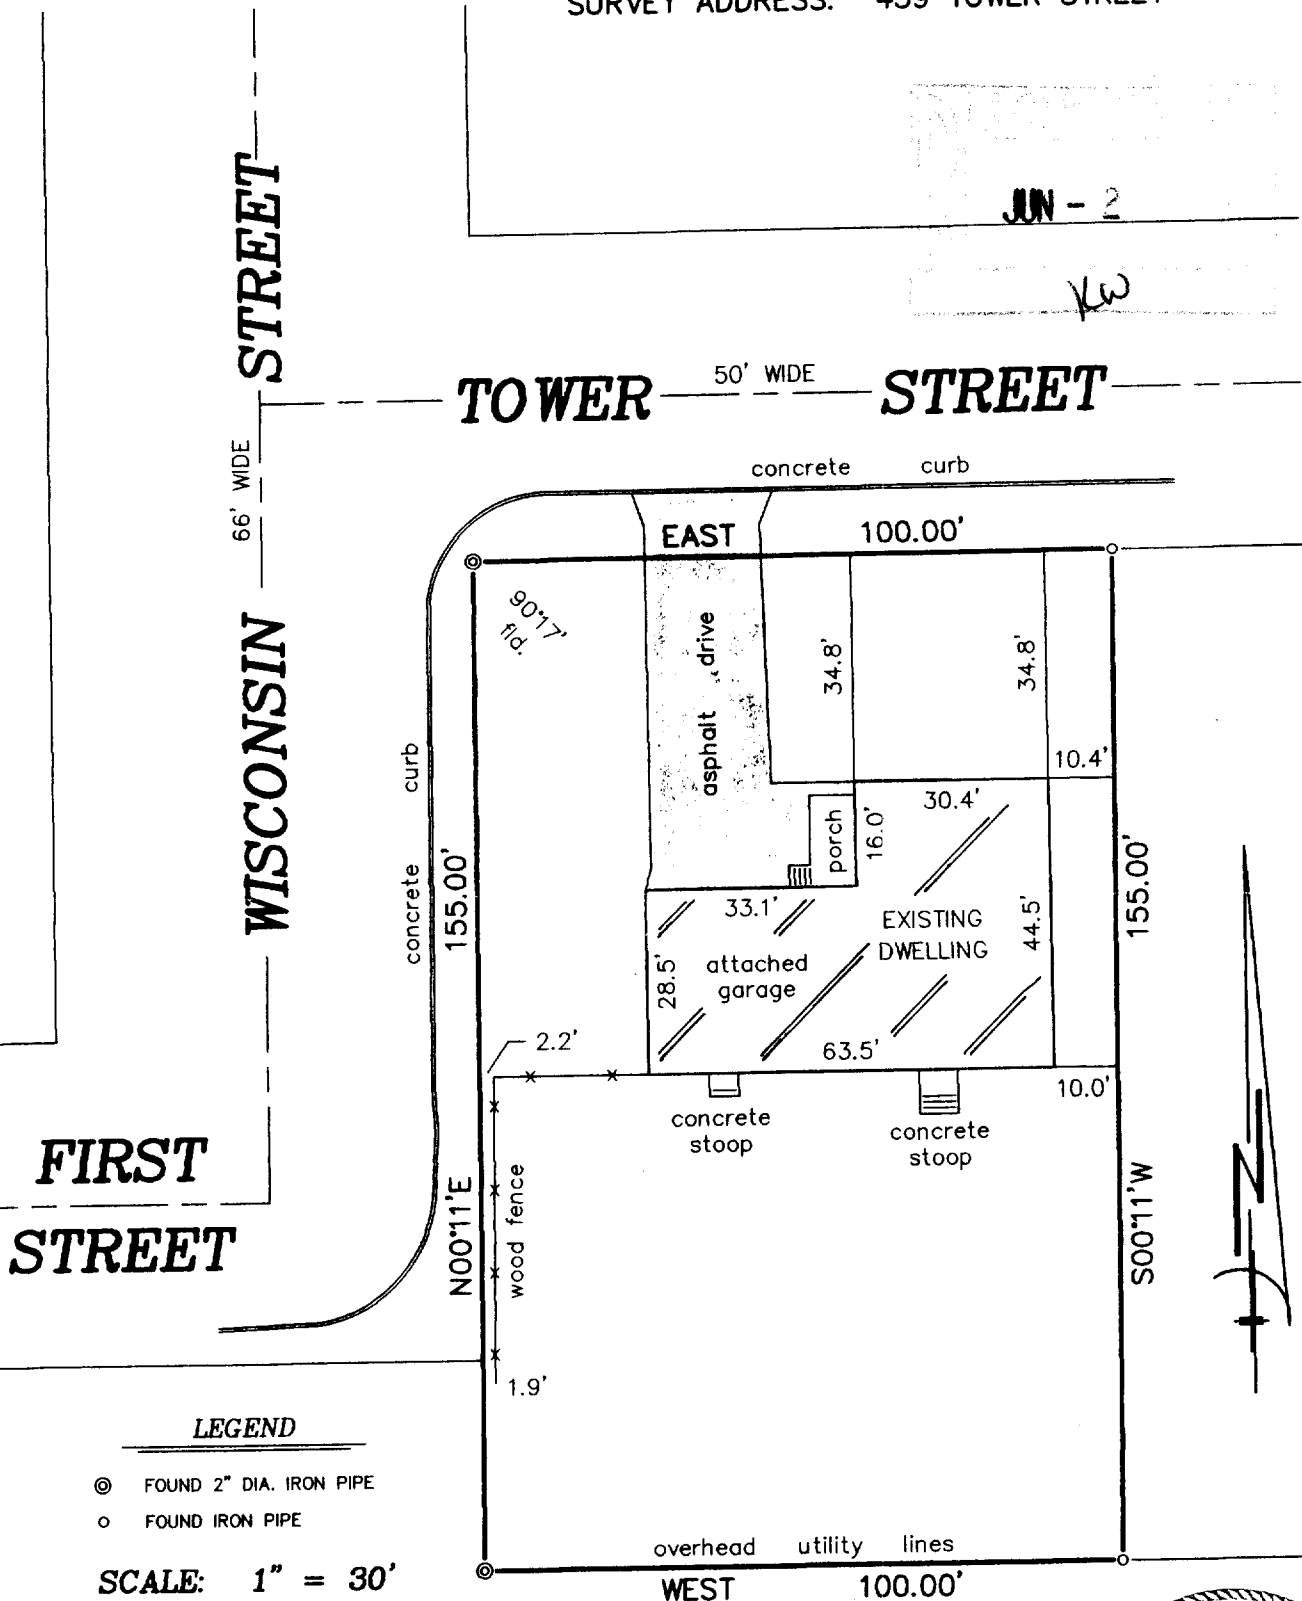 SURVEY ADDRESS: 439 TOWER STREET
JUN - 2
KW
WISCONSIN STREET
66' WIDE
TOWER STREET
50' WIDE
concrete curb
EAST 100.00'
90°17'
fld.
asphalt drive
34.8'
34.8'
10.4'
30.4'
porch
16.0'
concrete curb
155.00'
155.00'
33.1'
EXISTING
DWELLING
44.5'
28.5'
attached
garage
63.5'
2.2'
10.0'
concrete
stoop
concrete
stoop
FIRST
STREET
N00°11'E
wood fence
S00°11'W
N
1.9'
LEGEND
FOUND 2" DIA. IRON PIPE
FOUND IRON PIPE
SCALE: 1" = 30'
overhead utility lines
WEST 100.00'